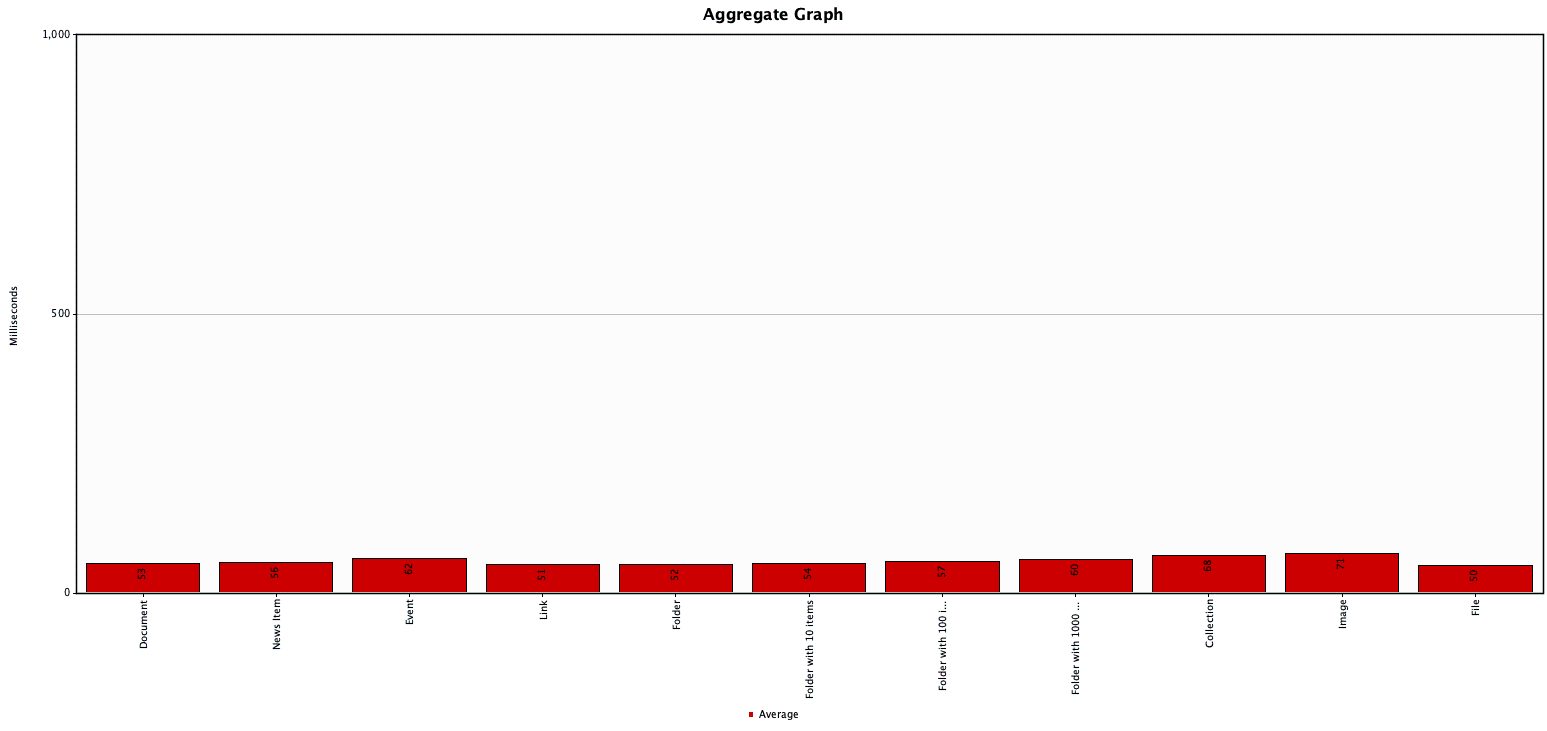 Aggregate Graph
1,000
500
0
Milliseconds
53
56
62
51
52
54
57
60
68
71
50
Document
News Item
Event
Link
Folder
Folder with 10 items
Folder with 100 i...
Folder with 1000 ...
Collection
Image
File
Average